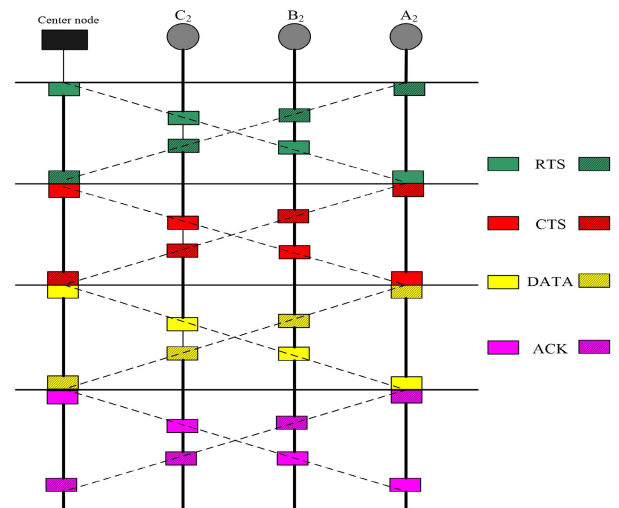 Center node
C₂
B₂
A₂
RTS
CTS
DATA
ACK